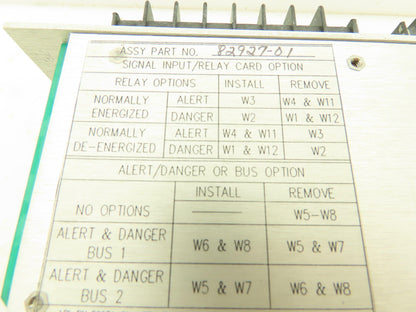 ASSY PART NO. 82927-01
SIGNAL INPUT/RELAY CARD OPTION
RELAY OPTIONS INSTALL REMOVE
NORMALLY ENERGIZED ALERT W3 W4 & W11
DANGER W2 W1 & W12
NORMALLY DE-ENERGIZED ALERT W4 & W11 W3
DANGER W1 & W12 W2
ALERT/DANGER OR BUS OPTION
INSTALL REMOVE
NO OPTIONS —— W5-W8
ALERT & DANGER
BUS 1 W6 & W8 W5 & W7
ALERT & DANGER
BUS 2 W5 & W7 W6 & W8